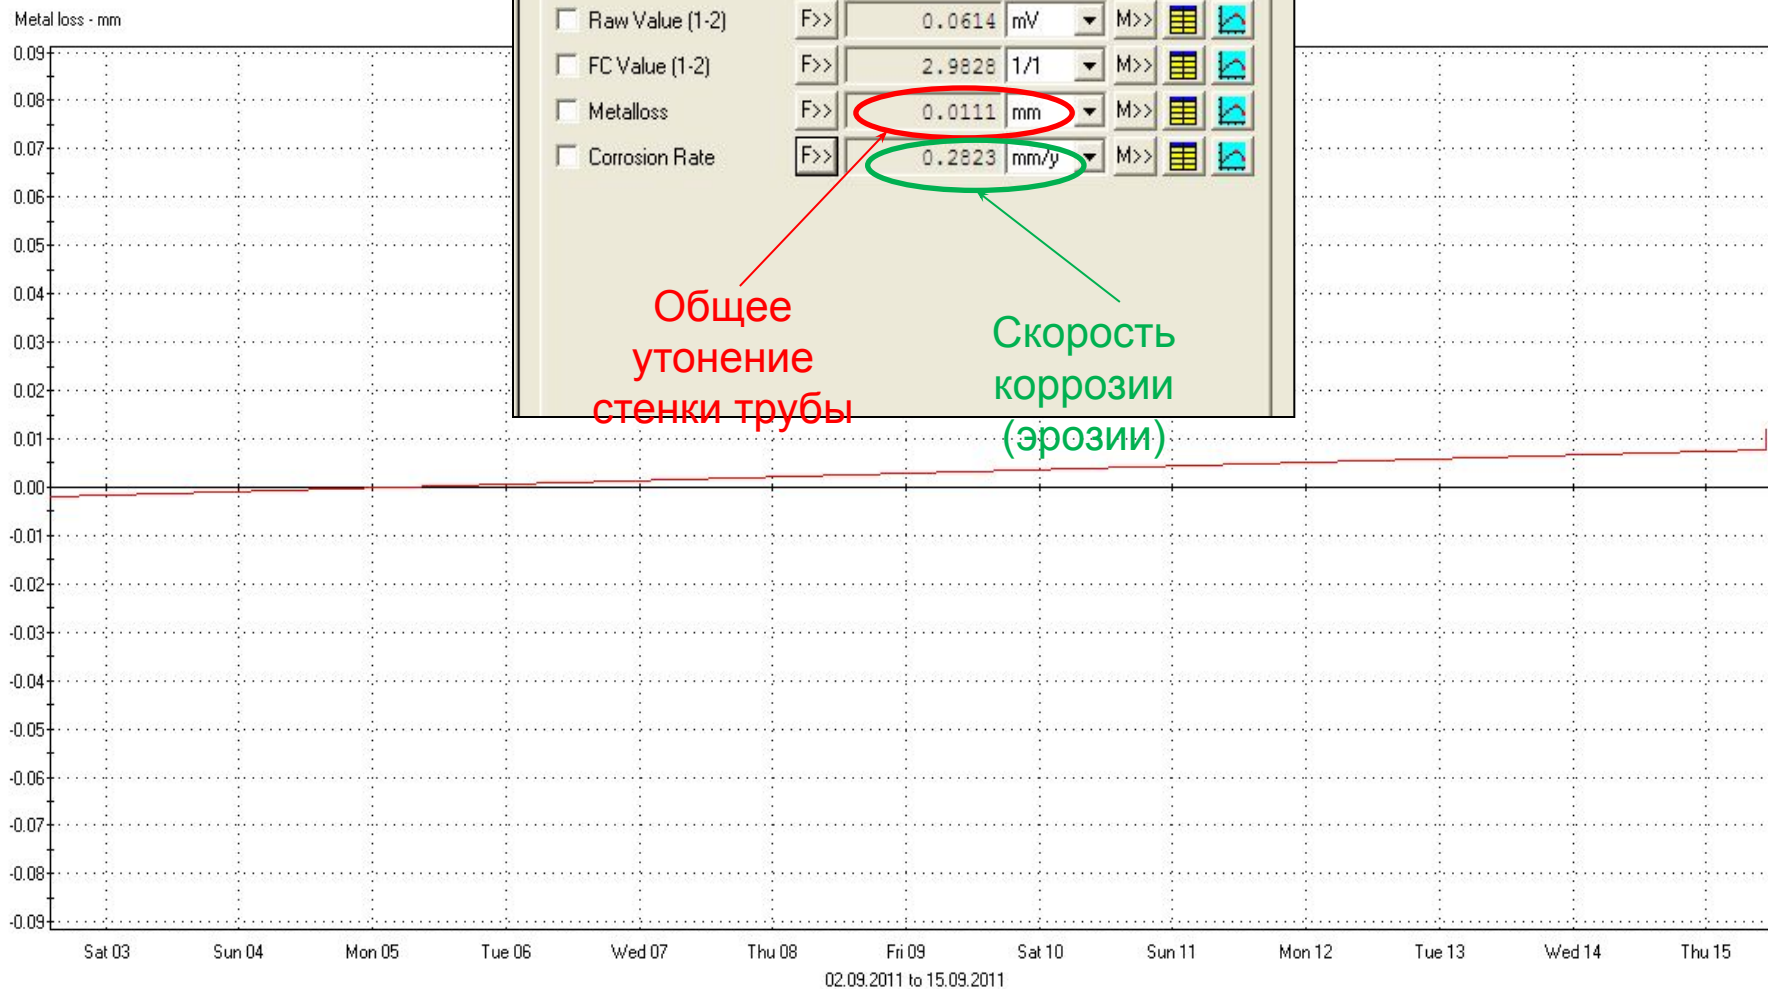 Metal loss - mm
Raw Value (1-2) F>> 0.0614 mV M>>
FC Value (1-2) F>> 2.9828 1/1 M>>
Metalloss F>> 0.0111 mm M>>
Corrosion Rate F>> 0.2823 mm/y M>>
Общее
утонение
стенки трубы
Скорость
коррозии
(эрозии)
0.09
0.08
0.07
0.06
0.05
0.04
0.03
0.02
0.01
0.00
-0.01
-0.02
-0.03
-0.04
-0.05
-0.06
-0.07
-0.08
-0.09
Sat 03 Sun 04 Mon 05 Tue 06 Wed 07 Thu 08 Fri 09 Sat 10 Sun 11 Mon 12 Tue 13 Wed 14 Thu 15
02.09.2011 to 15.09.2011